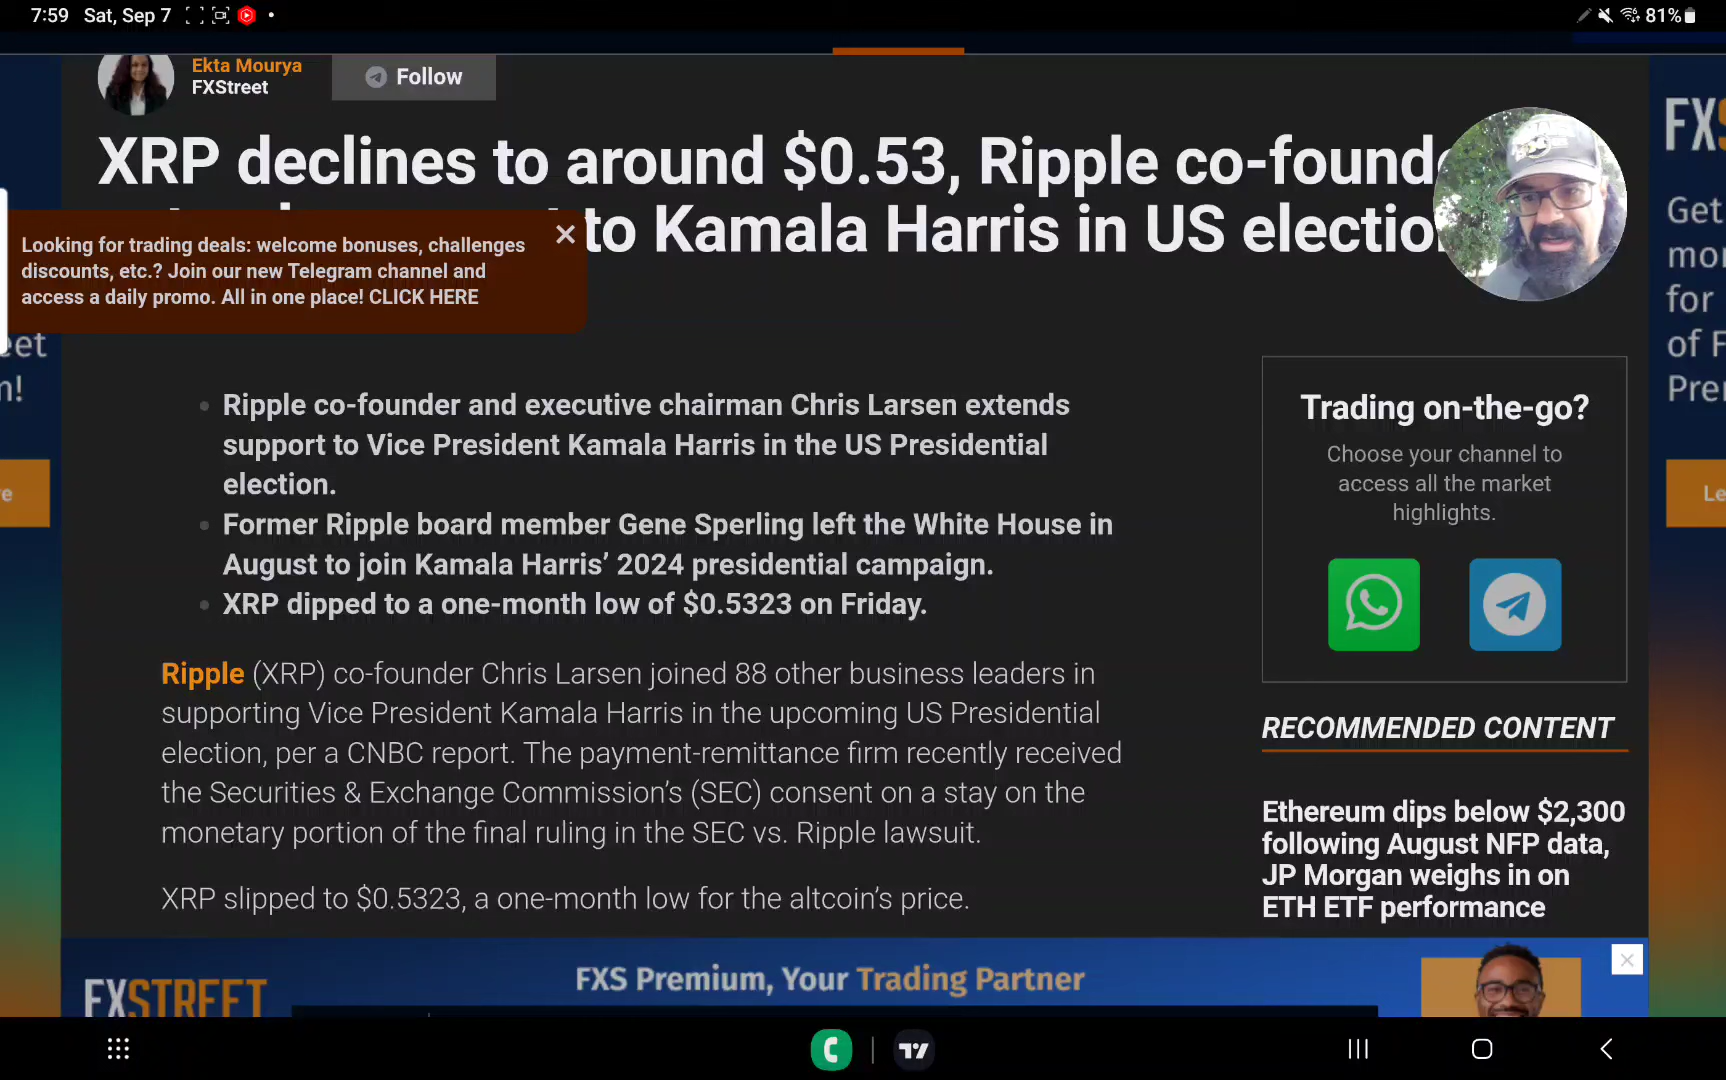 7:59 Sat, Sep 7
81%
Ekta Mourya
FXStreet
Follow
XRP declines to around $0.53, Ripple co-found
to Kamala Harris in US electio
Looking for trading deals: welcome bonuses, challenges
discounts, etc.? Join our new Telegram channel and
access a daily promo. All in one place! CLICK HERE
Ripple co-founder and executive chairman Chris Larsen extends
support to Vice President Kamala Harris in the US Presidential
election.
Former Ripple board member Gene Sperling left the White House in
August to join Kamala Harris’ 2024 presidential campaign.
XRP dipped to a one-month low of $0.5323 on Friday.
Ripple (XRP) co-founder Chris Larsen joined 88 other business leaders in
supporting Vice President Kamala Harris in the upcoming US Presidential
election, per a CNBC report. The payment-remittance firm recently received
the Securities & Exchange Commission’s (SEC) consent on a stay on the
monetary portion of the final ruling in the SEC vs. Ripple lawsuit.
XRP slipped to $0.5323, a one-month low for the altcoin’s price.
Trading on-the-go?
Choose your channel to
access all the market
highlights.
RECOMMENDED CONTENT
Ethereum dips below $2,300
following August NFP data,
JP Morgan weighs in on
ETH ETF performance
FXSTREET
FXS Premium, Your Trading Partner
FXS
Get
mor
for
of F
Prer
Le
eet
n!
e